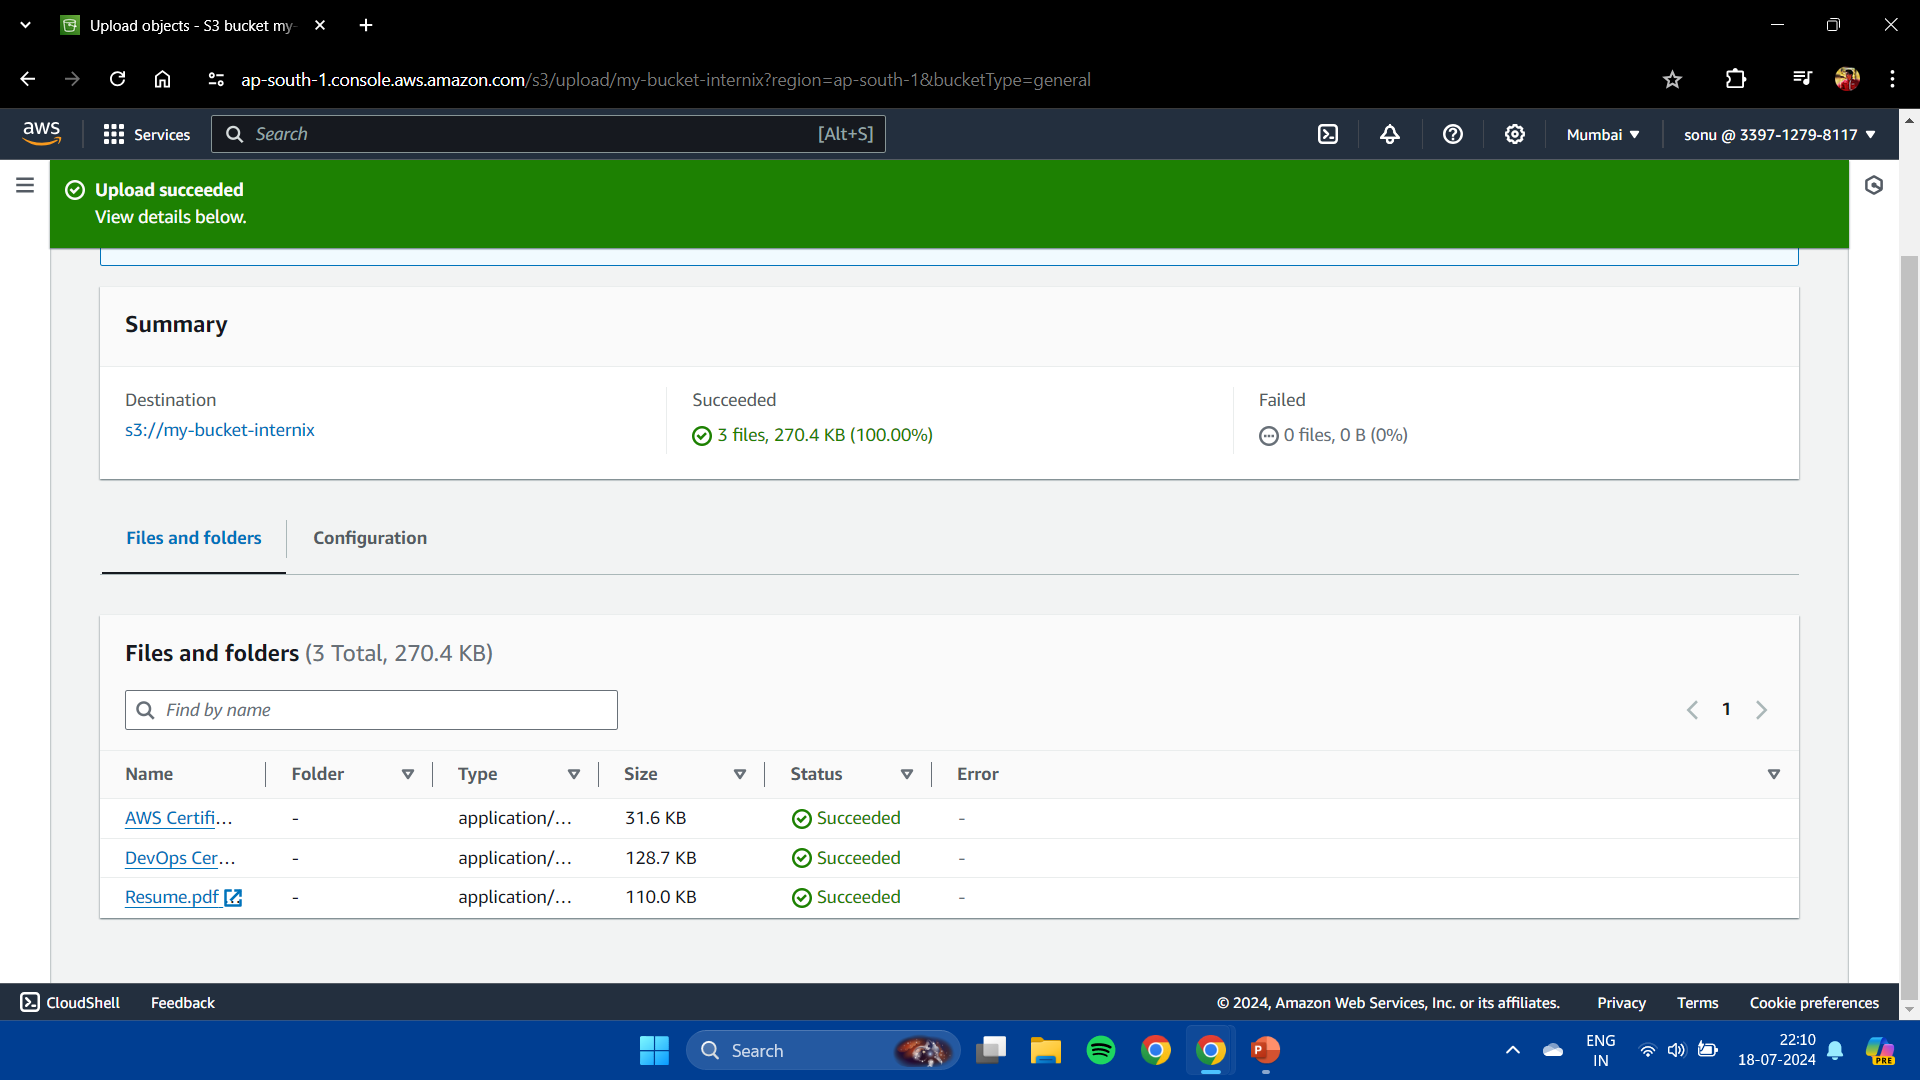 Upload objects - S3 bucket my-
ap-south-1.console.aws.amazon.com/s3/upload/my-bucket-internix?region=ap-south-1&bucketType=general
aws
Services
Search
[Alt+S]
Mumbai
sonu @ 3397-1279-8117
Upload succeeded
View details below.
Summary
Destination
Succeeded
Failed
s3://my-bucket-internix
3 files, 270.4 KB (100.00%)
0 files, 0 B (0%)
Files and folders
Configuration
Files and folders (3 Total, 270.4 KB)
Find by name
1
Name
Folder
Type
Size
Status
Error
AWS Certifi...
-
application/...
31.6 KB
Succeeded
-
DevOps Cer...
-
application/...
128.7 KB
Succeeded
-
Resume.pdf
-
application/...
110.0 KB
Succeeded
-
CloudShell
Feedback
© 2024, Amazon Web Services, Inc. or its affiliates.
Privacy
Terms
Cookie preferences
Search
P
ENG
IN
22:10
18-07-2024
PRE